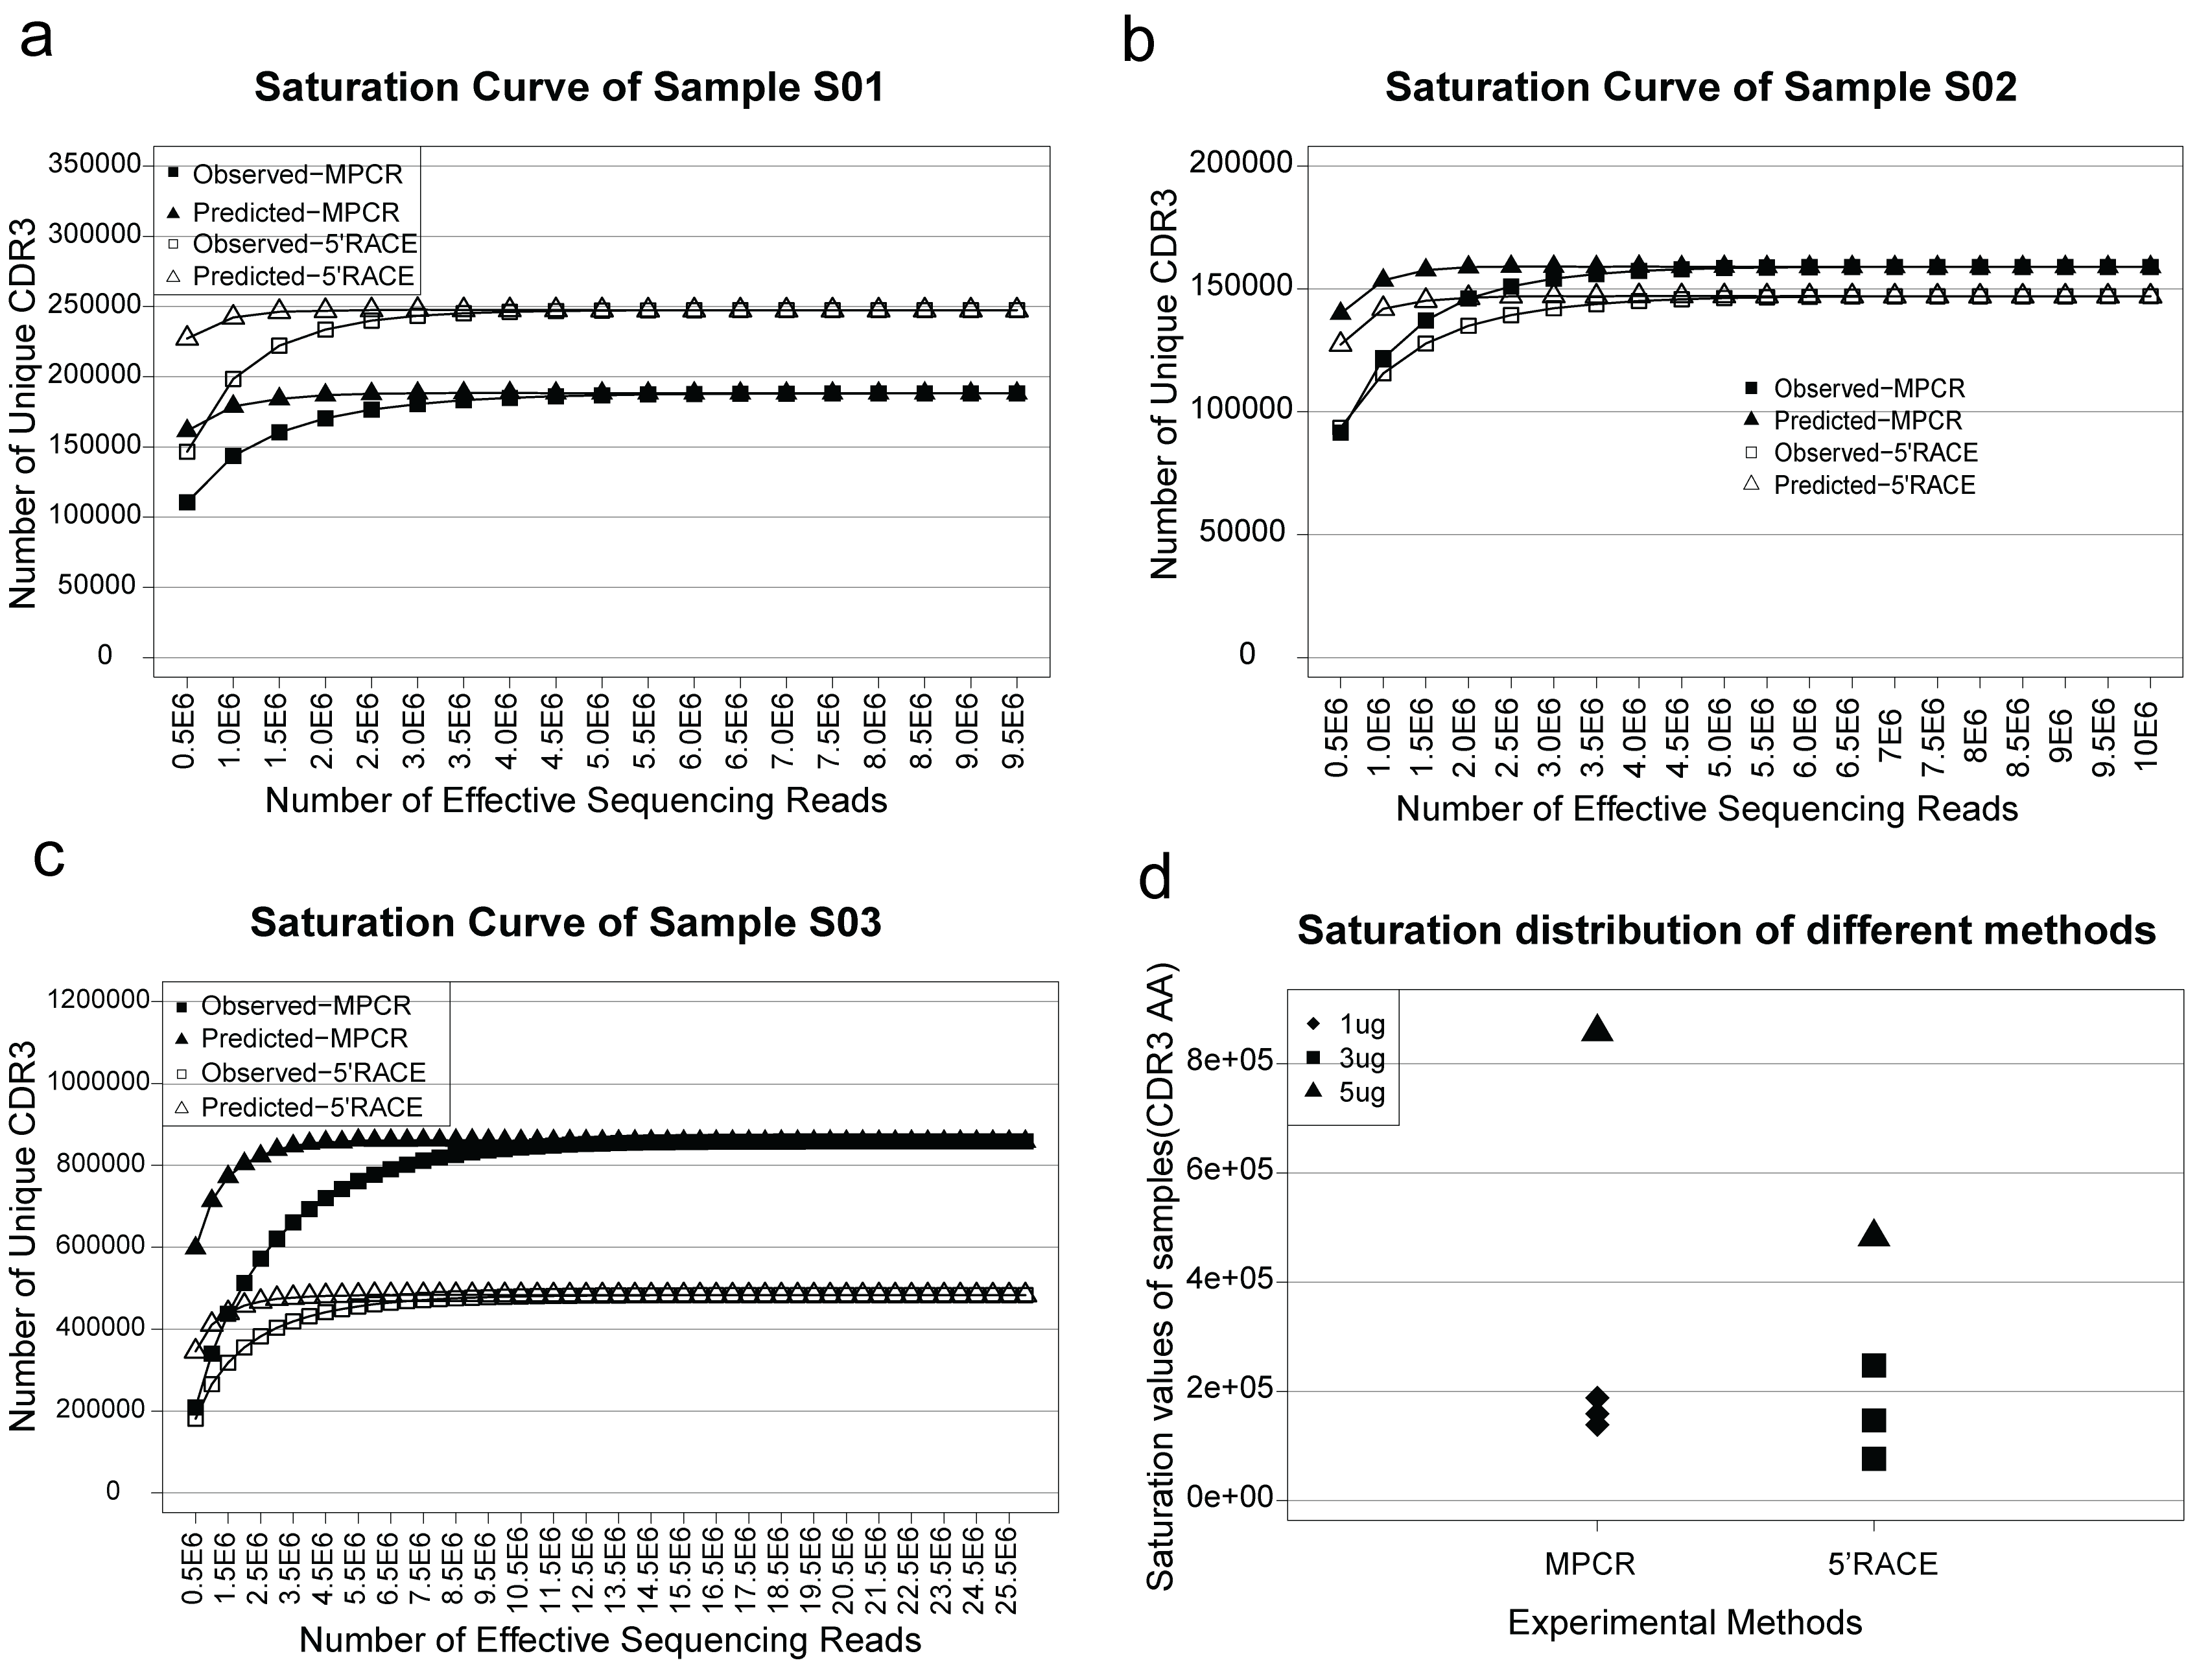 a
Saturation Curve of Sample S01
Number of Unique CDR3
350000
300000
250000
200000
150000
100000
50000
0
Observed−MPCR
Predicted−MPCR
Observed−5'RACE
Predicted−5'RACE
0.5E6
1.0E6
1.5E6
2.0E6
2.5E6
3.0E6
3.5E6
4.0E6
4.5E6
5.0E6
5.5E6
6.0E6
6.5E6
7.0E6
7.5E6
8.0E6
8.5E6
9.0E6
9.5E6
Number of Effective Sequencing Reads
b
Saturation Curve of Sample S02
Number of Unique CDR3
200000
150000
100000
50000
0
Observed−MPCR
Predicted−MPCR
Observed−5'RACE
Predicted−5'RACE
0.5E6
1.0E6
1.5E6
2.0E6
2.5E6
3.0E6
3.5E6
4.0E6
4.5E6
5.0E6
5.5E6
6.0E6
6.5E6
7E6
7.5E6
8E6
8.5E6
9E6
9.5E6
10E6
Number of Effective Sequencing Reads
c
Saturation Curve of Sample S03
Number of Unique CDR3
1200000
1000000
800000
600000
400000
200000
0
Observed−MPCR
Predicted−MPCR
Observed−5'RACE
Predicted−5'RACE
0.5E6
1.5E6
2.5E6
3.5E6
4.5E6
5.5E6
6.5E6
7.5E6
8.5E6
9.5E6
10.5E6
11.5E6
12.5E6
13.5E6
14.5E6
15.5E6
16.5E6
17.5E6
18.5E6
19.5E6
20.5E6
21.5E6
22.5E6
23.5E6
24.5E6
25.5E6
Number of Effective Sequencing Reads
d
Saturation distribution of different methods
Saturation values of samples(CDR3 AA)
8e+05
6e+05
4e+05
2e+05
0e+00
1ug
3ug
5ug
MPCR
5’RACE
Experimental Methods